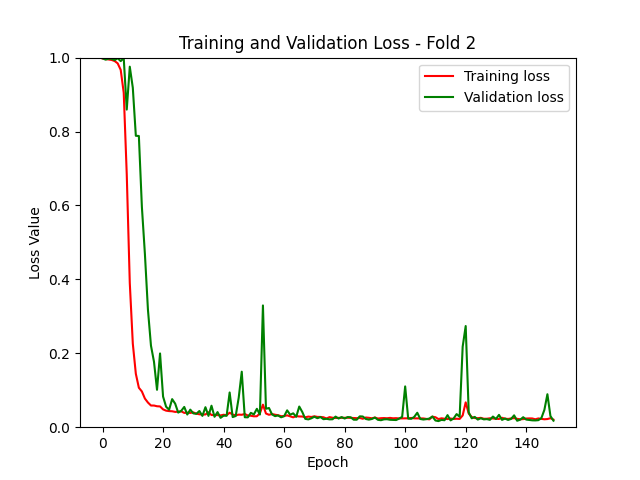 Training and Validation Loss - Fold 2
Training loss
Validation loss
Loss Value
1.0
0.8
0.6
0.4
0.2
0.0
0 20 40 60 80 100 120 140
Epoch